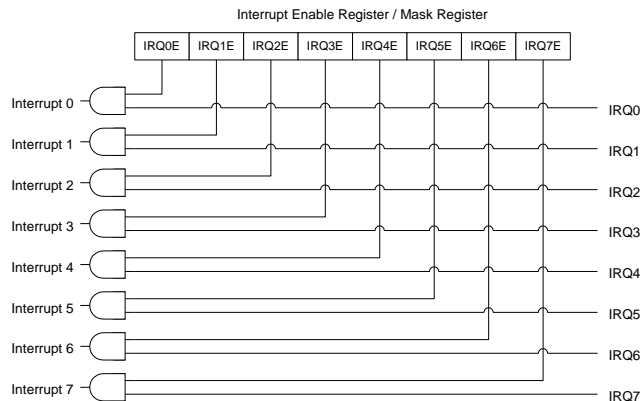 Interrupt Enable Register / Mask Register
IRQ0E IRQ1E IRQ2E IRQ3E IRQ4E IRQ5E IRQ6E IRQ7E
Interrupt 0
IRQ0
Interrupt 1
IRQ1
Interrupt 2
IRQ2
Interrupt 3
IRQ3
Interrupt 4
IRQ4
Interrupt 5
IRQ5
Interrupt 6
IRQ6
Interrupt 7
IRQ7